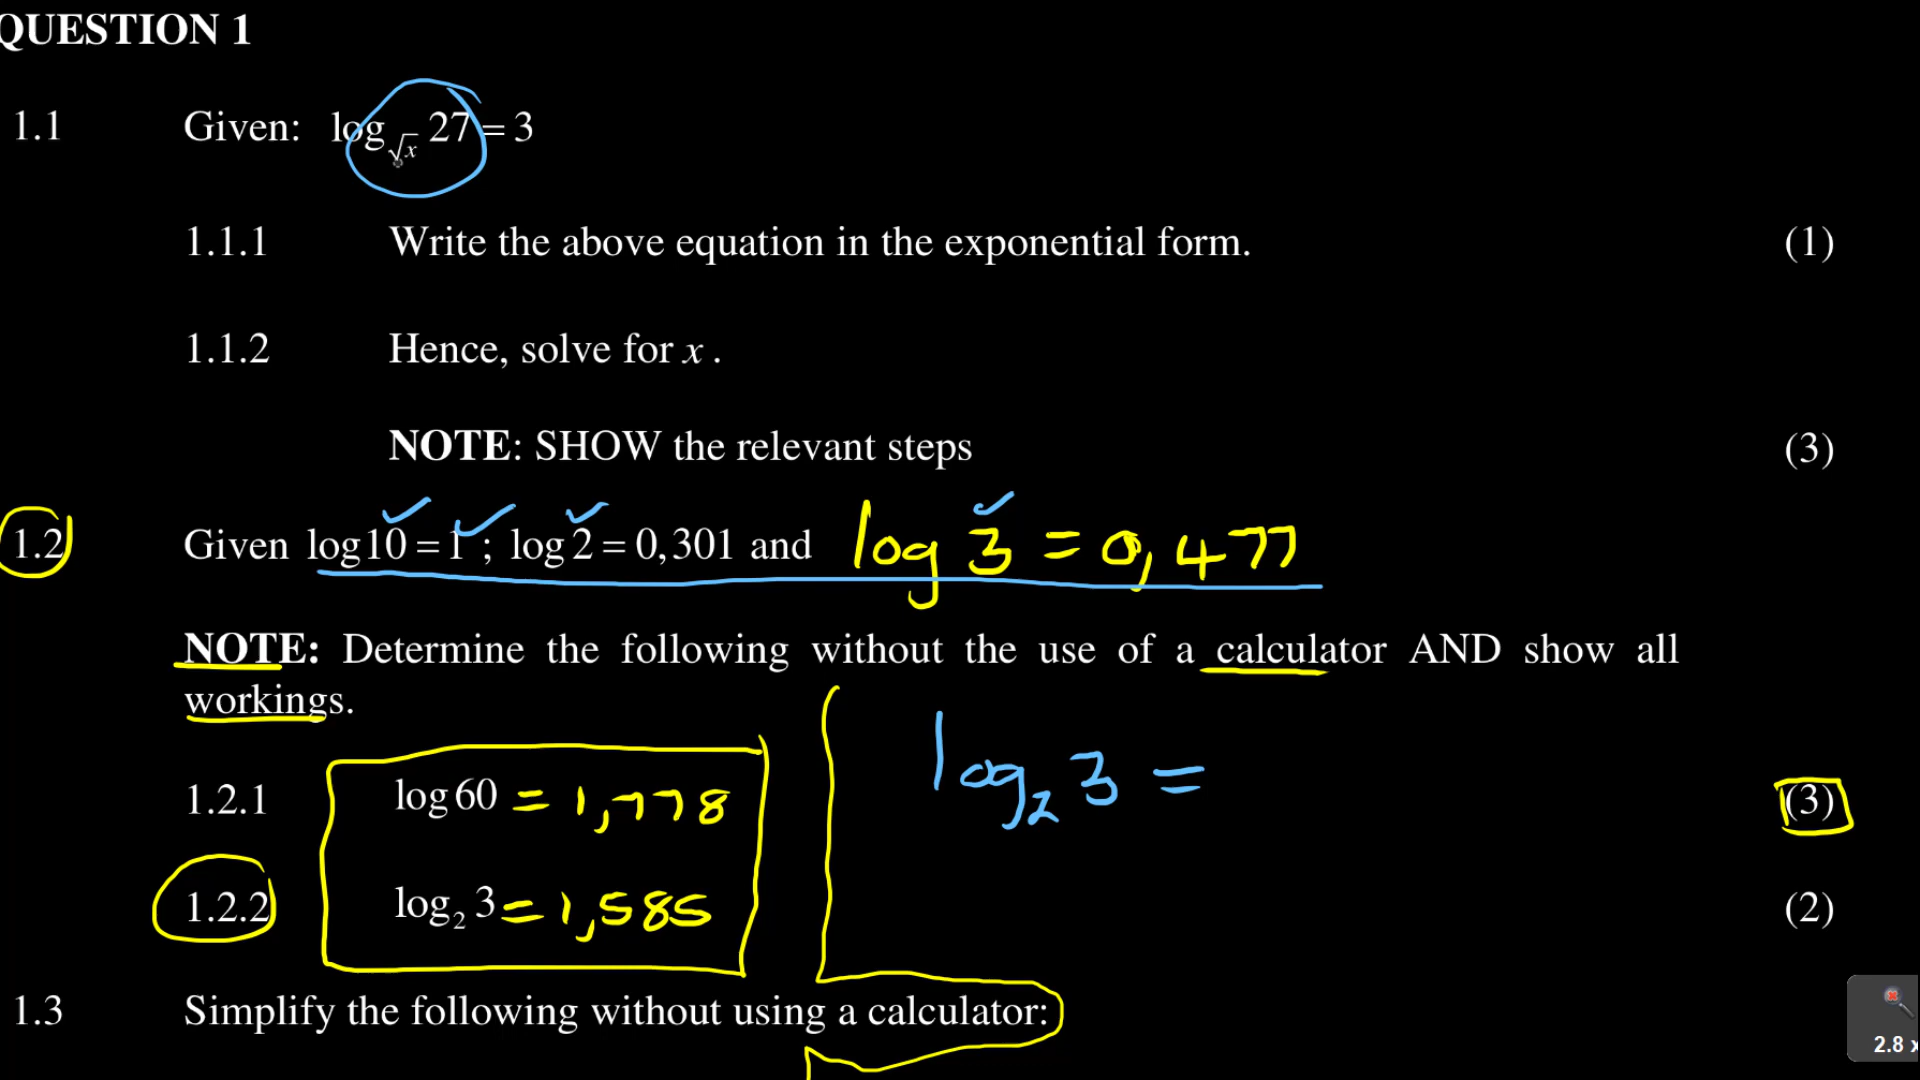 QUESTION 1
1.1 Given: log√x 27 = 3
1.1.1 Write the above equation in the exponential form. (1)
1.1.2 Hence, solve for x .
NOTE: SHOW the relevant steps (3)
1.2 Given log10 = 1 ; log2 = 0,301 and log 3 = 0,477
NOTE: Determine the following without the use of a calculator AND show all
workings.
log₂ 3 =
1.2.1 log 60 = 1,778 (3)
1.2.2 log₂ 3 = 1,585 (2)
1.3 Simplify the following without using a calculator:
2.8 x